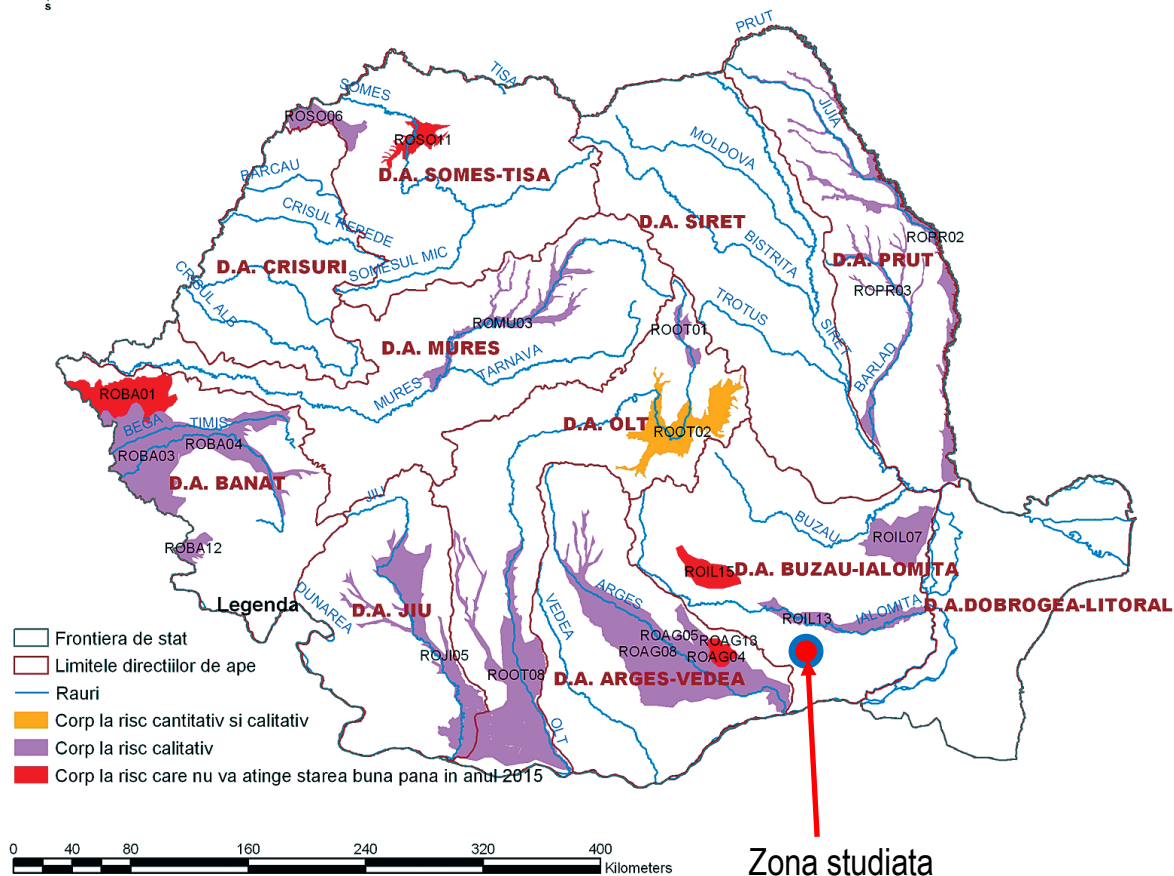 s
PRUT
TISA
SOMES
ROSO06
ROSO11
JIJIA
MOLDOVA
D.A. SOMES-TISA
BARCAU
CRISUL REPEDE
D.A. SIRET
BISTRITA
ROPR02
D.A. CRISURI
SOMESUL MIC
D.A. PRUT
CRISUL ALB
ROPR03
TROTUS
ROMU03
ROOT01
SIRET
D.A. MURES
TARNAVA
BARLAD
MURES
ROBA01
BEGA
TIMIS
D.A. OLT
ROOT02
ROBA04
ROBA03
D.A. BANAT
JIU
BUZAU
ROIL07
ROBA12
ROIL15
D.A. BUZAU-IALOMITA
DUNAREA
ARGES
VEDEA
Legenda
D.A. JIU
IALOMITA
D.A.DOBROGEA-LITORAL
ROIL13
Frontiera de stat
ROAG05
ROAG13
ROAG08
ROAG04
ROJI05
Limitele directiilor de ape
ROOT08
D.A. ARGES-VEDEA
Rauri
OLT
Corp la risc cantitativ si calitativ
Corp la risc calitativ
Corp la risc care nu va atinge starea buna pana in anul 2015
0 40 80 160 240 320 400
Kilometers
Zona studiata